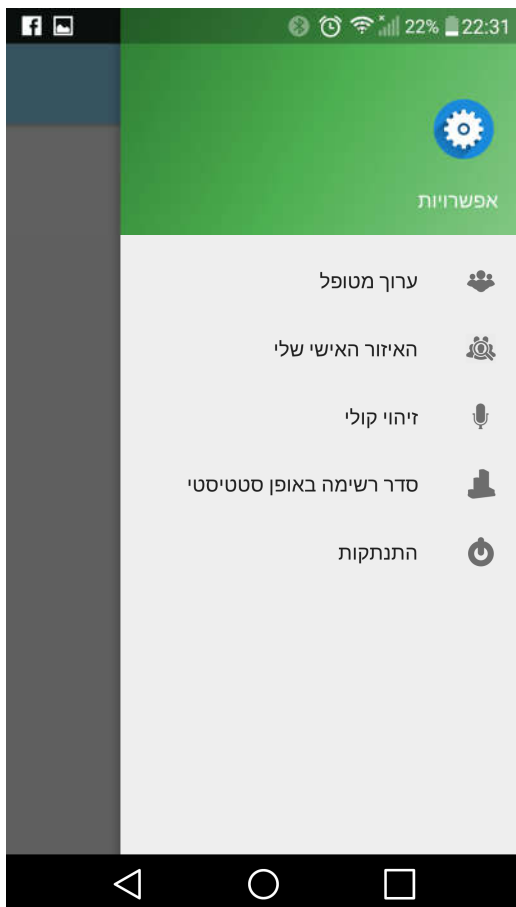 22% 22:31
אפשרויות
ערוך מטופל
האיזור האישי שלי
זיהוי קולי
סדר רשימה באופן סטטיסטי
התנתקות